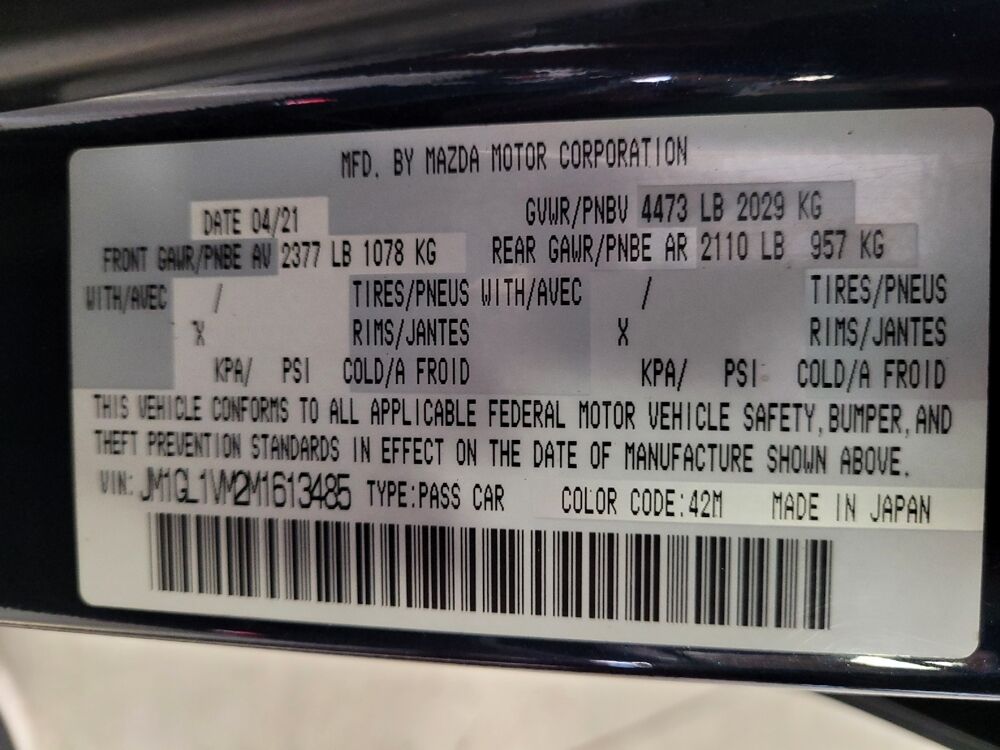 MFD. BY MAZDA MOTOR CORPORATION
DATE 04/21 GVWR/PNBV 4473 LB 2029 KG
FRONT GAWR/PNBE AV 2377 LB 1078 KG REAR GAWR/PNBE AR 2110 LB 957 KG
WITH/AVEC / TIRES/PNEUS WITH/AVEC / TIRES/PNEUS
X RIMS/JANTES X RIMS/JANTES
KPA/ PSI COLD/A FROID KPA/ PSI COLD/A FROID
THIS VEHICLE CONFORMS TO ALL APPLICABLE FEDERAL MOTOR VEHICLE SAFETY, BUMPER, AND
THEFT PREVENTION STANDARDS IN EFFECT ON THE DATE OF MANUFACTURE SHOWN ABOVE.
VIN: JM1GL1VM2M1613485 TYPE:PASS CAR COLOR CODE:42M MADE IN JAPAN